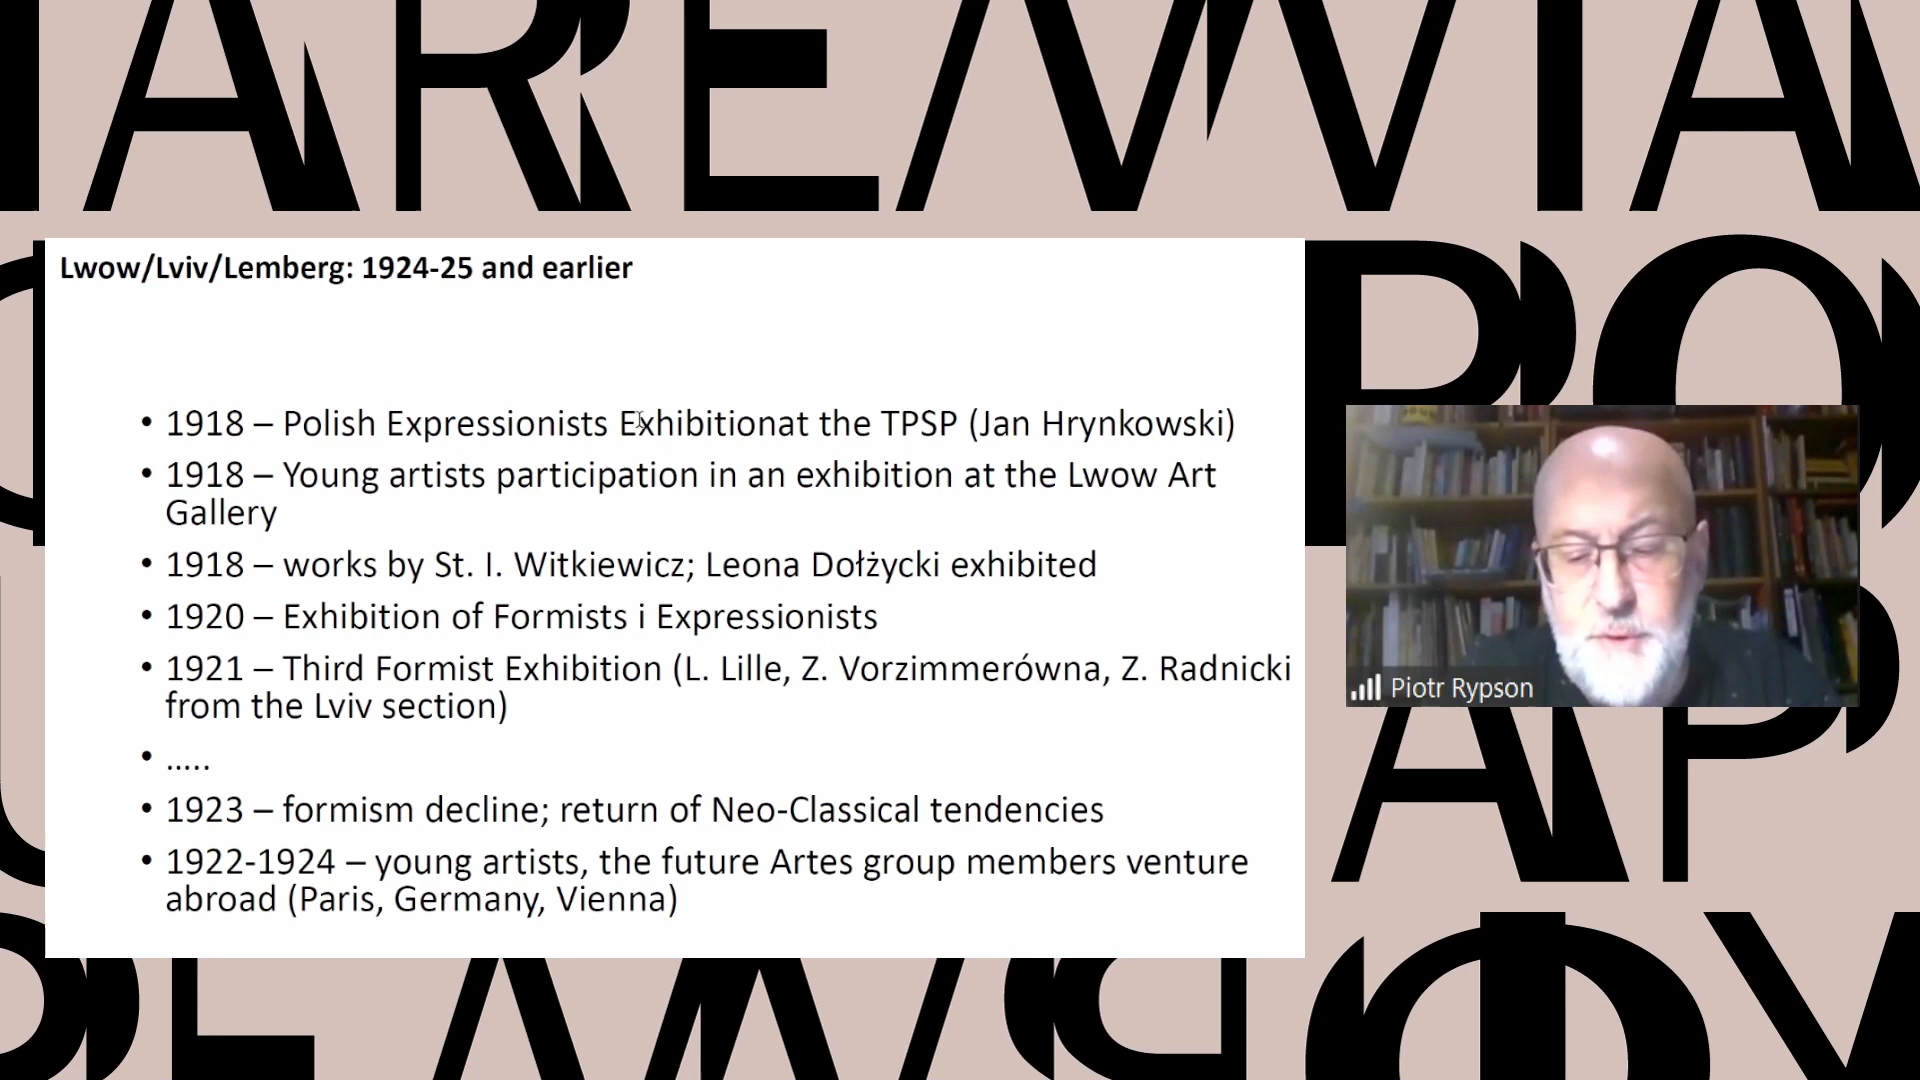 Lwow/Lviv/Lemberg: 1924-25 and earlier
• 1918 – Polish Expressionists Exhibitionat the TPSP (Jan Hrynkowski)
• 1918 – Young artists participation in an exhibition at the Lwow Art
Gallery
• 1918 – works by St. I. Witkiewicz; Leona Dołżycki exhibited
• 1920 – Exhibition of Formists i Expressionists
• 1921 – Third Formist Exhibition (L. Lille, Z. Vorzimmerówna, Z. Radnicki
from the Lviv section)
• …..
• 1923 – formism decline; return of Neo-Classical tendencies
• 1922-1924 – young artists, the future Artes group members venture
abroad (Paris, Germany, Vienna)
Piotr Rypson